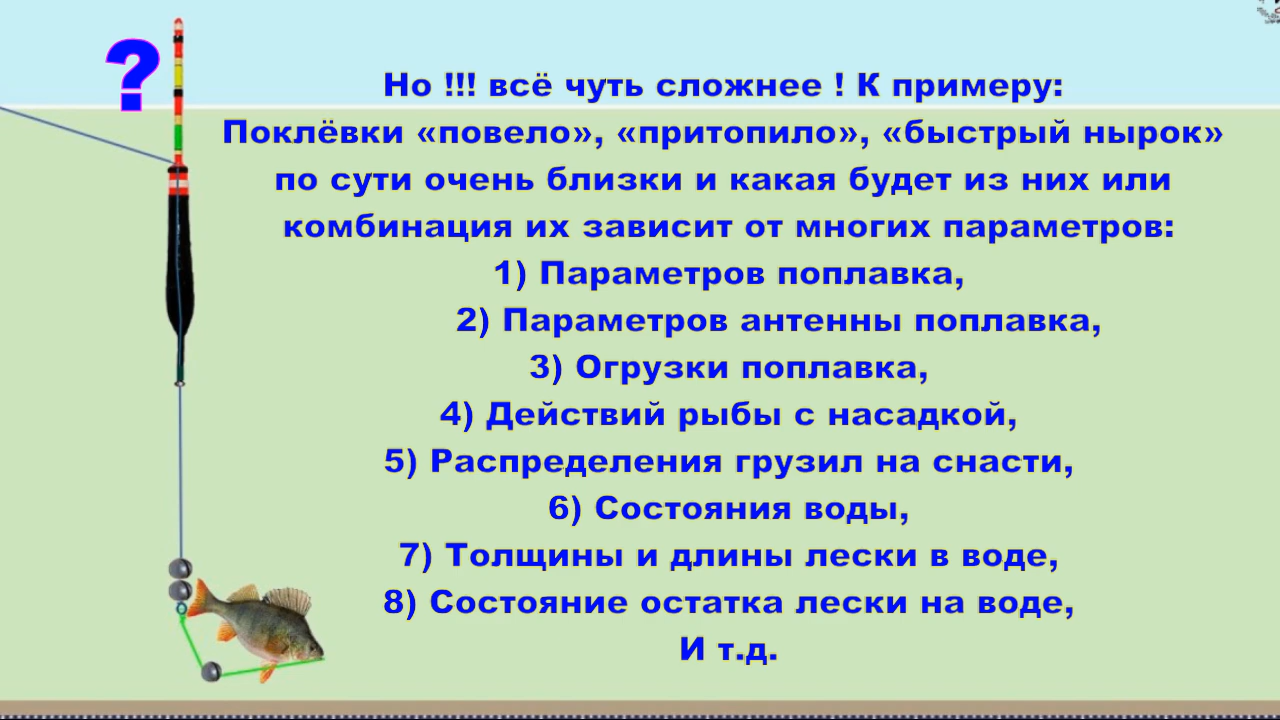 ?
Но !!! всё чуть сложнее ! К примеру:
Поклёвки «повело», «притопило», «быстрый нырок»
по сути очень близки и какая будет из них или
комбинация их зависит от многих параметров:
1) Параметров поплавка,
2) Параметров антенны поплавка,
3) Огрузки поплавка,
4) Действий рыбы с насадкой,
5) Распределения грузил на снасти,
6) Состояния воды,
7) Толщины и длины лески в воде,
8) Состояние остатка лески на воде,
И т.д.